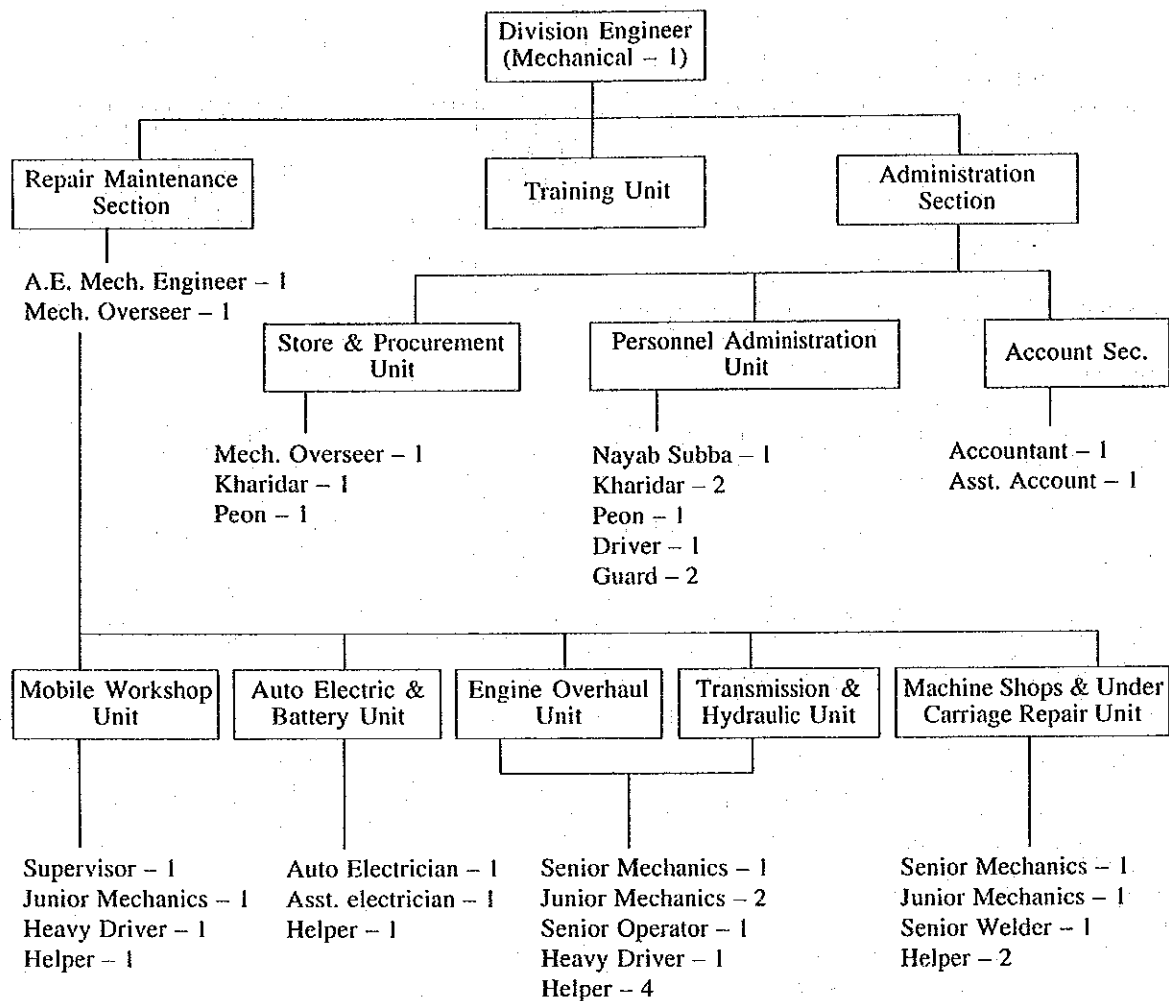 Division Engineer
(Mechanical – 1)
Repair Maintenance
Section
Training Unit
Administration
Section
A.E. Mech. Engineer – 1
Mech. Overseer – 1
Store & Procurement
Unit
Personnel Administration
Unit
Account Sec.
Mech. Overseer – 1
Kharidar – 1
Peon – 1
Nayab Subba – 1
Kharidar – 2
Peon – 1
Driver – 1
Guard – 2
Accountant – 1
Asst. Account – 1
Mobile Workshop
Unit
Auto Electric &
Battery Unit
Engine Overhaul
Unit
Transmission &
Hydraulic Unit
Machine Shops & Under
Carriage Repair Unit
Supervisor – 1
Junior Mechanics – 1
Heavy Driver – 1
Helper – 1
Auto Electrician – 1
Asst. electrician – 1
Helper – 1
Senior Mechanics – 1
Junior Mechanics – 2
Senior Operator – 1
Heavy Driver – 1
Helper – 4
Senior Mechanics – 1
Junior Mechanics – 1
Senior Welder – 1
Helper – 2